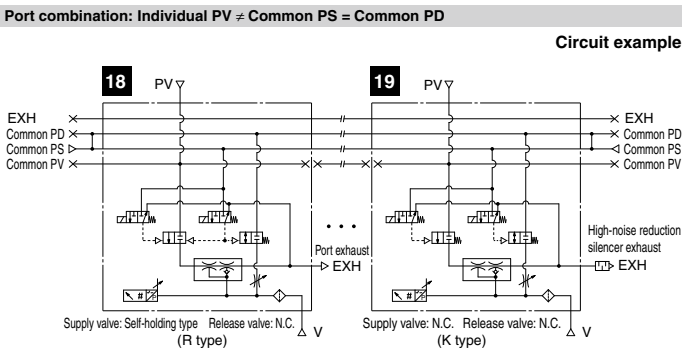 Port combination: Individual PV ≠ Common PS = Common PD
Circuit example
18
PV
19
PV
EXH
EXH
Common PD
Common PD
Common PS
Common PS
Common PV
Common PV
Port exhaust
EXH
High-noise reduction
silencer exhaust
EXH
#
#
Supply valve: Self-holding type Release valve: N.C.
(R type)
V
Supply valve: N.C. Release valve: N.C.
(K type)
V